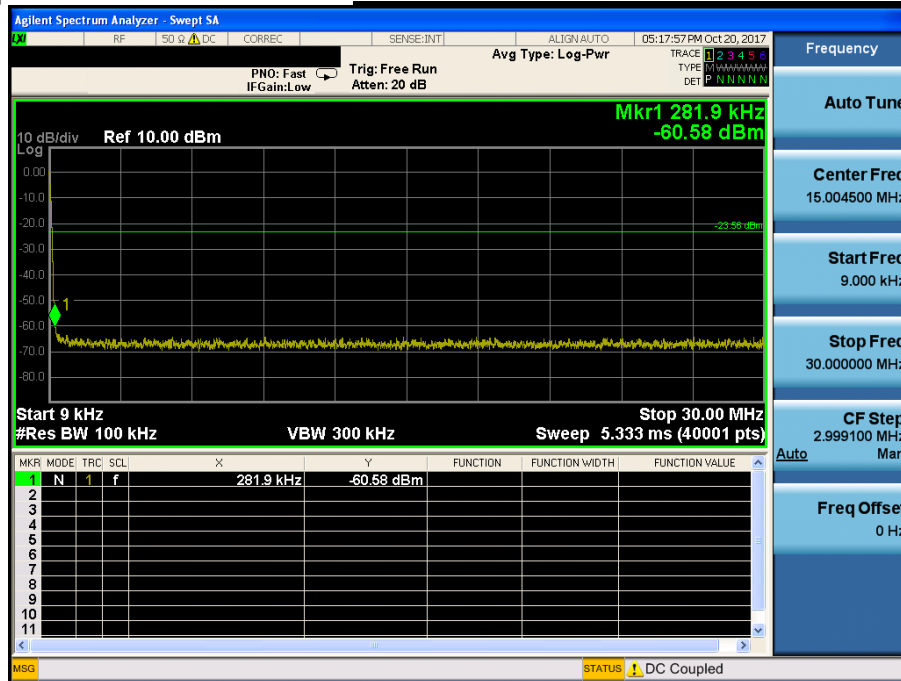 Agilent Spectrum Analyzer - Swept SA
LXI RF 50 Ω DC CORREC SENSE:INT ALIGN AUTO 05:17:57 PM Oct 20, 2017
PNO: Fast
IFGain:Low
Trig: Free Run
Atten: 20 dB
Avg Type: Log-Pwr
TRACE 1 2 3 4 5 6
TYPE M W W W W W
DET P N N N N N
Mkr1 281.9 kHz
-60.58 dBm
10 dB/div Ref 10.00 dBm
Log
0.00
-10.0
-20.0
-23.56 dBm
-30.0
-40.0
-50.0
1
-60.0
-70.0
-80.0
Start 9 kHz Stop 30.00 MHz
#Res BW 100 kHz VBW 300 kHz Sweep 5.333 ms (40001 pts)
MKR MODE TRC SCL X Y FUNCTION FUNCTION WIDTH FUNCTION VALUE
1 N 1 f 281.9 kHz -60.58 dBm
2
3
4
5
6
7
8
9
10
11
MSG STATUS DC Coupled
Frequency
Auto Tune
Center Freq
15.004500 MHz
Start Freq
9.000 kHz
Stop Freq
30.000000 MHz
CF Step
2.999100 MHz
Auto Man
Freq Offset
0 Hz